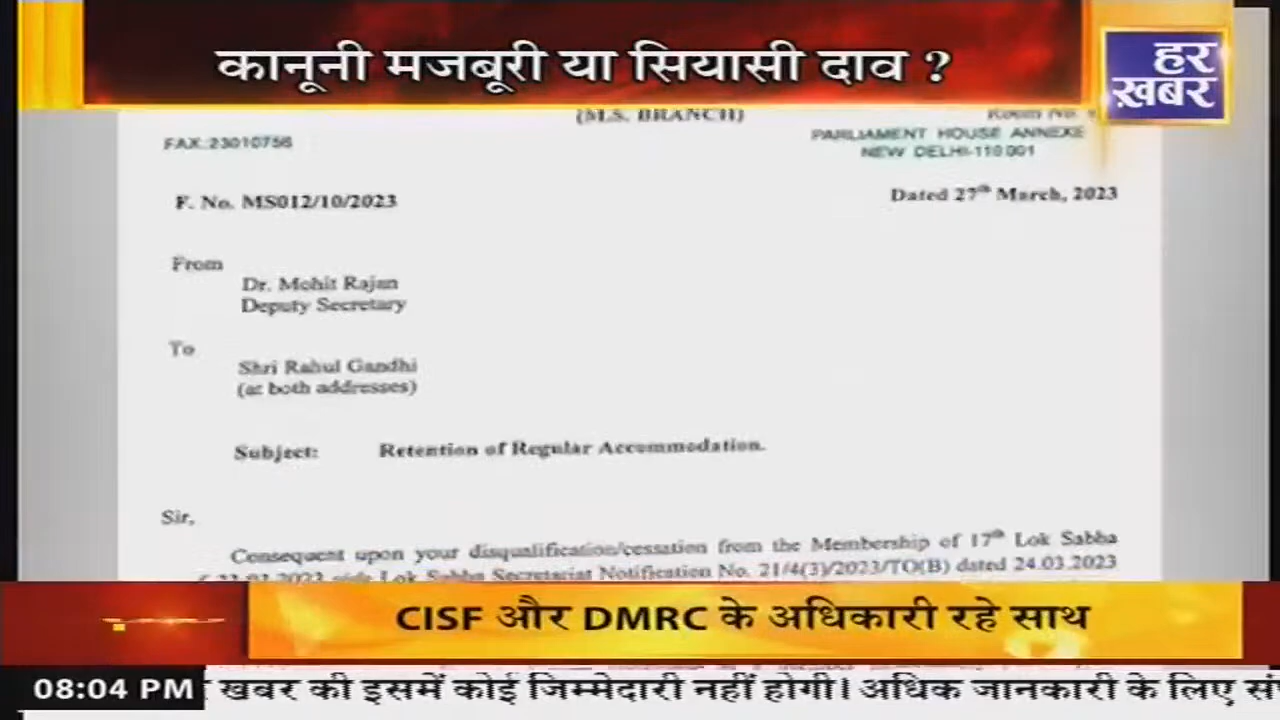 कानूनी मजबूरी या सियासी दाव ?
हर
ख़बर
(M.S. BRANCH)
Room No.
FAX:23010756
PARLIAMENT HOUSE ANNEXE
NEW DELHI-110 001
F. No. MS012/10/2023
Dated 27th March, 2023
From
Dr. Mohit Rajan
Deputy Secretary
To
Shri Rahul Gandhi
(at both addresses)
Subject: Retention of Regular Accommodation.
Sir,
Consequent upon your disqualification/cessation from the Membership of 17th Lok Sabha
Lok Sabha Secretariat Notification No. 21/4(3)/2023/TO(B) dated 24.03.2023
CISF और DMRC के अधिकारी रहे साथ
08:04 PM
खबर की इसमें कोई जिम्मेदारी नहीं होगी। अधिक जानकारी के लिए